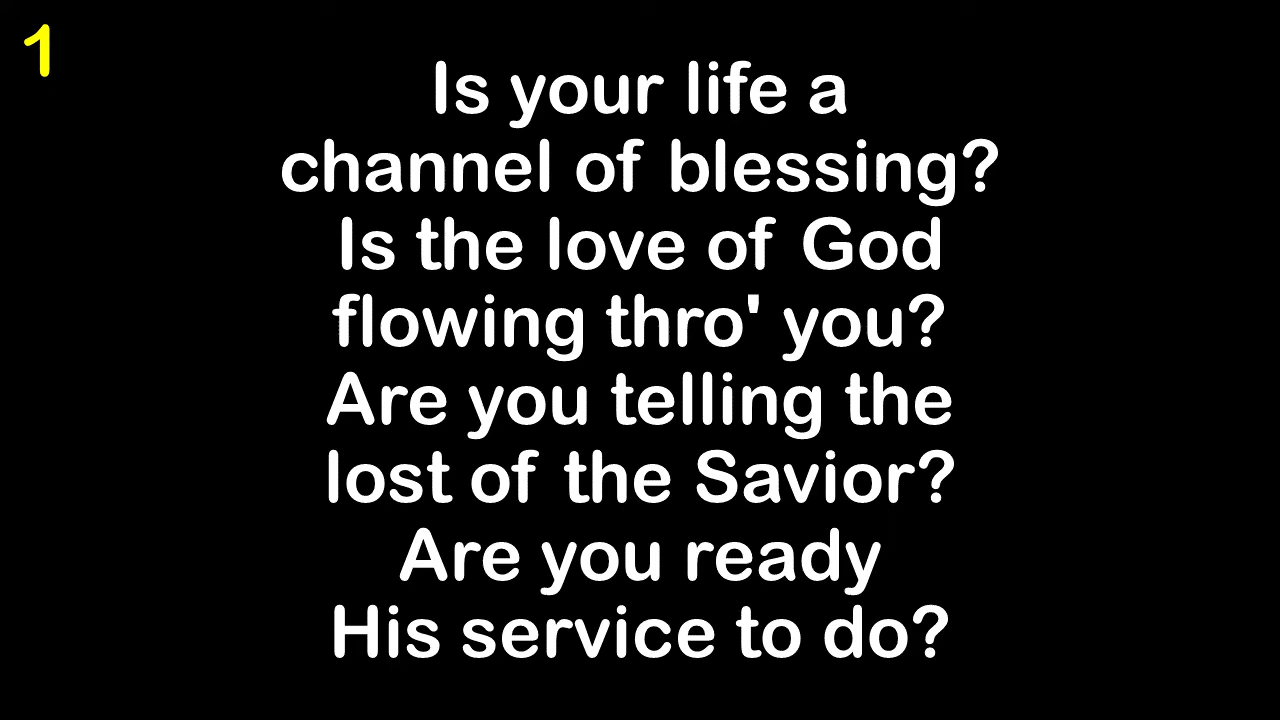 1
Is your life a
channel of blessing?
Is the love of God
flowing thro' you?
Are you telling the
lost of the Savior?
Are you ready
His service to do?